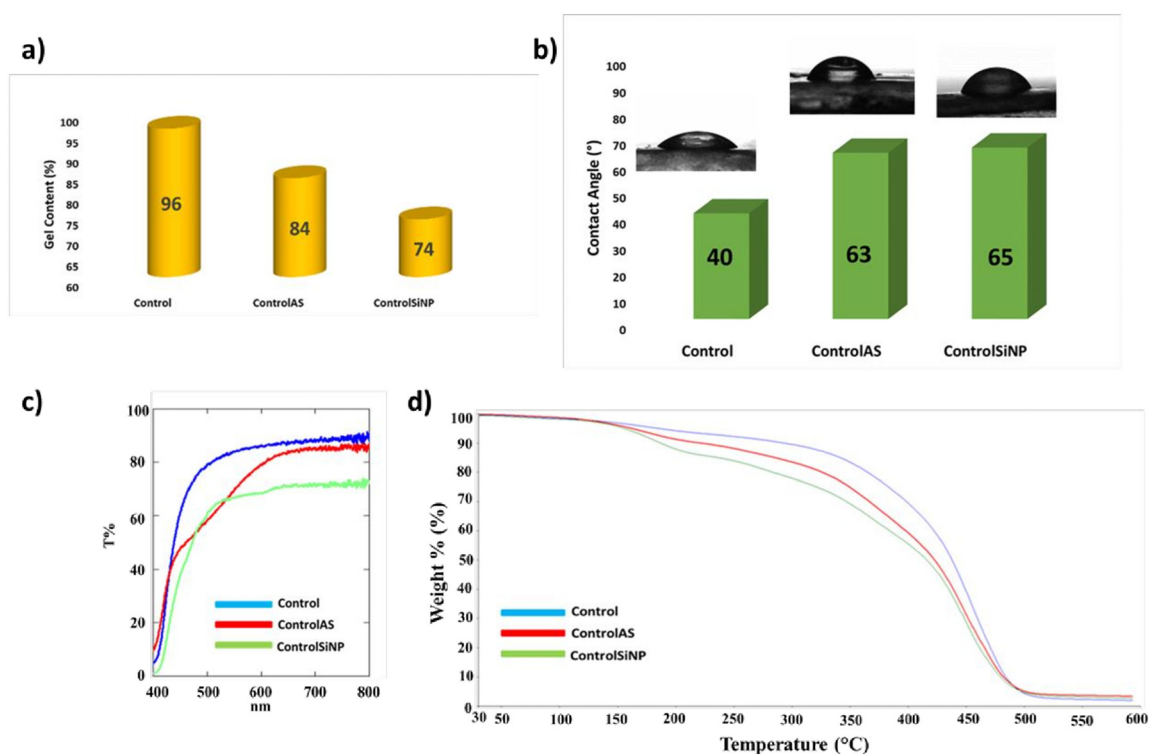 a)
Gel Content (%)
100
95
90
85
80
75
70
65
60
96
84
74
Control
ControlAS
ControlSiNP
b)
Contact Angle (°)
100
90
80
70
60
50
40
30
20
10
0
40
63
65
Control
ControlAS
ControlSiNP
c)
T%
100
80
60
40
20
0
Control
ControlAS
ControlSiNP
400 500 600 700 800
nm
d)
Weight % (%)
100
90
80
70
60
50
40
30
20
10
0
Control
ControlAS
ControlSiNP
30 50 100 150 200 250 300 350 400 450 500 550 600
Temperature (°C)